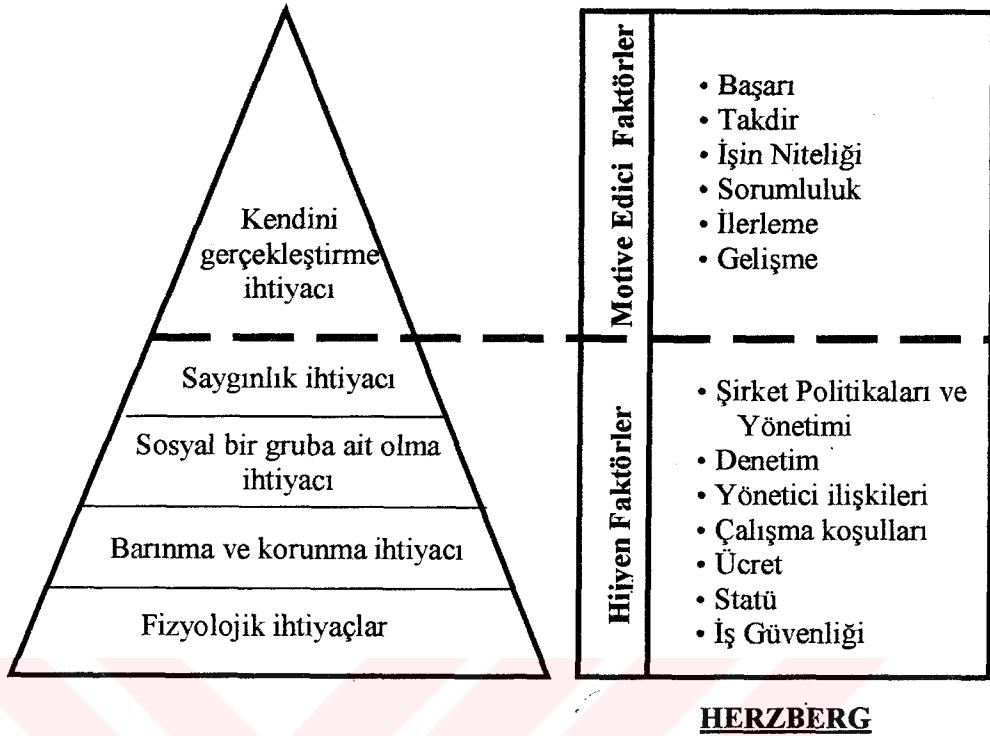 Kendini
gerçekleştirme
ihtiyacı
Saygınlık ihtiyacı
Sosyal bir gruba ait olma
ihtiyacı
Barınma ve korunma ihtiyacı
Fizyolojik ihtiyaçlar
Motive Edici Faktörler
• Başarı
• Takdir
• İşin Niteliği
• Sorumluluk
• İlerleme
• Gelişme
Hijyen Faktörler
• Şirket Politikaları ve
Yönetimi
• Denetim
• Yönetici ilişkileri
• Çalışma koşulları
• Ücret
• Statü
• İş Güvenliği
HERZBERG